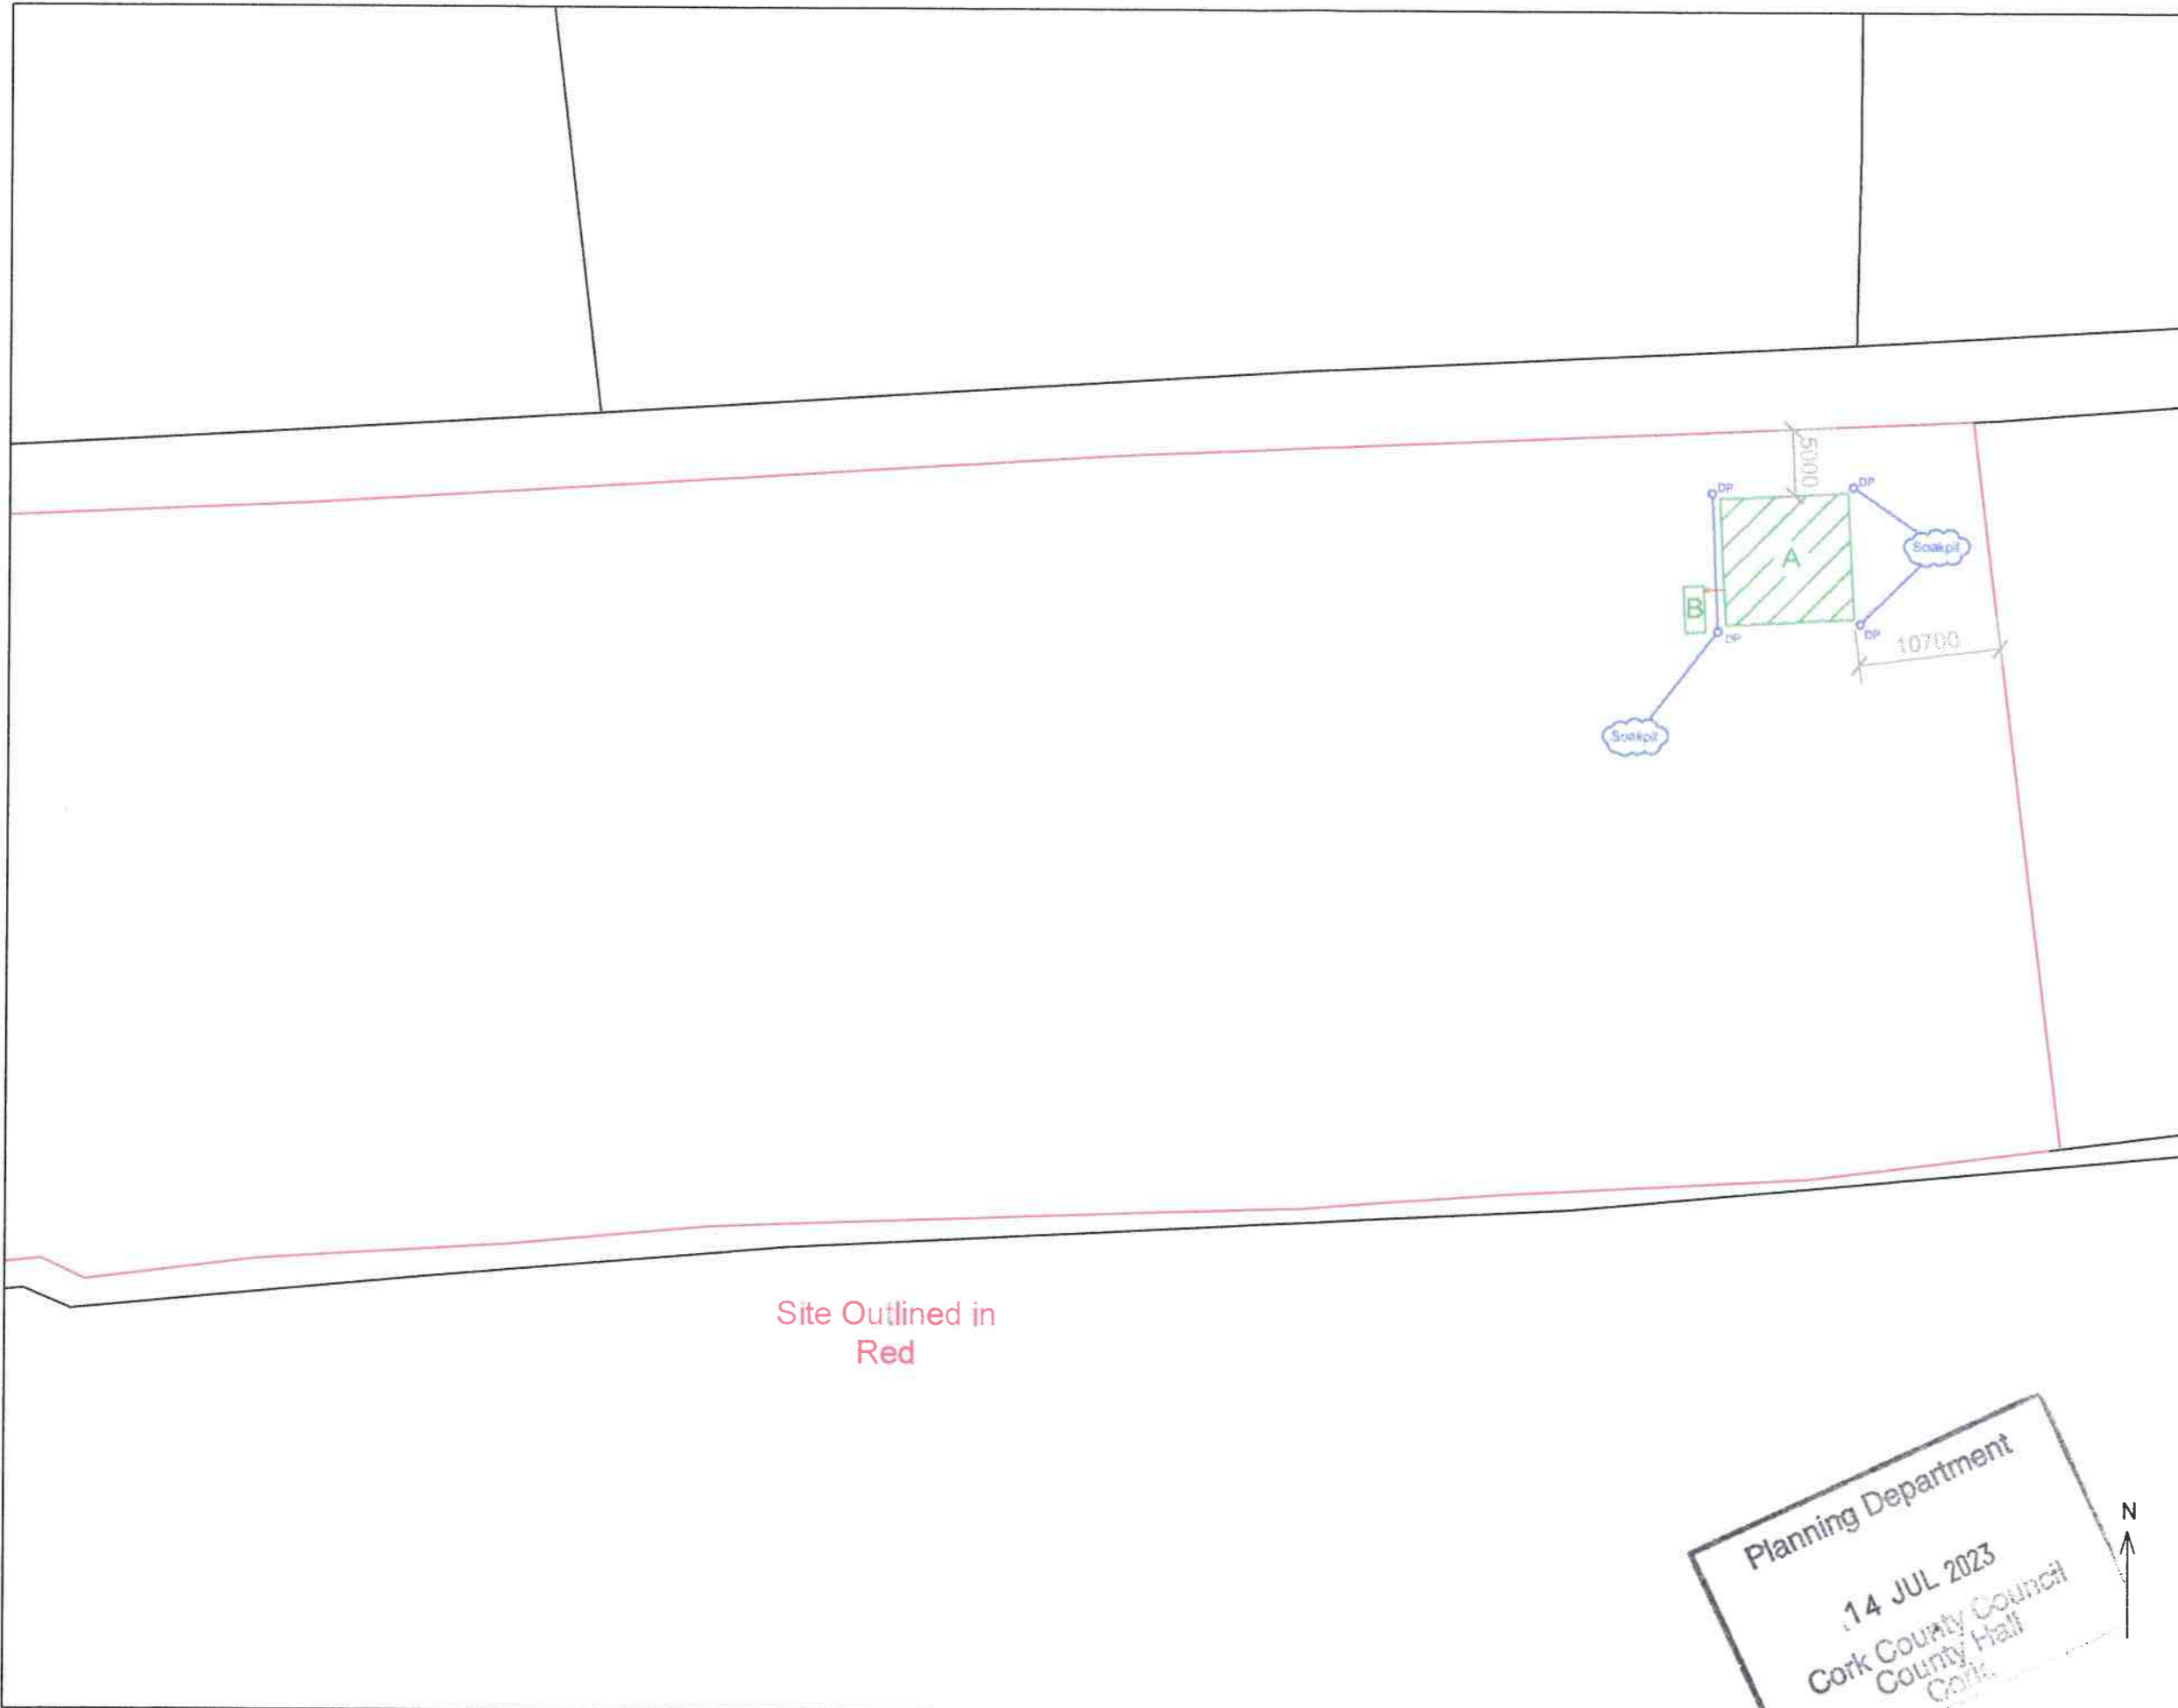 5000
DP
DP
Soakpit
A
B
DP
DP
10700
Soakpit
Site Outlined in
Red
Planning Department
14 JUL 2023
Cork County Council
County Hall
Cork.
N